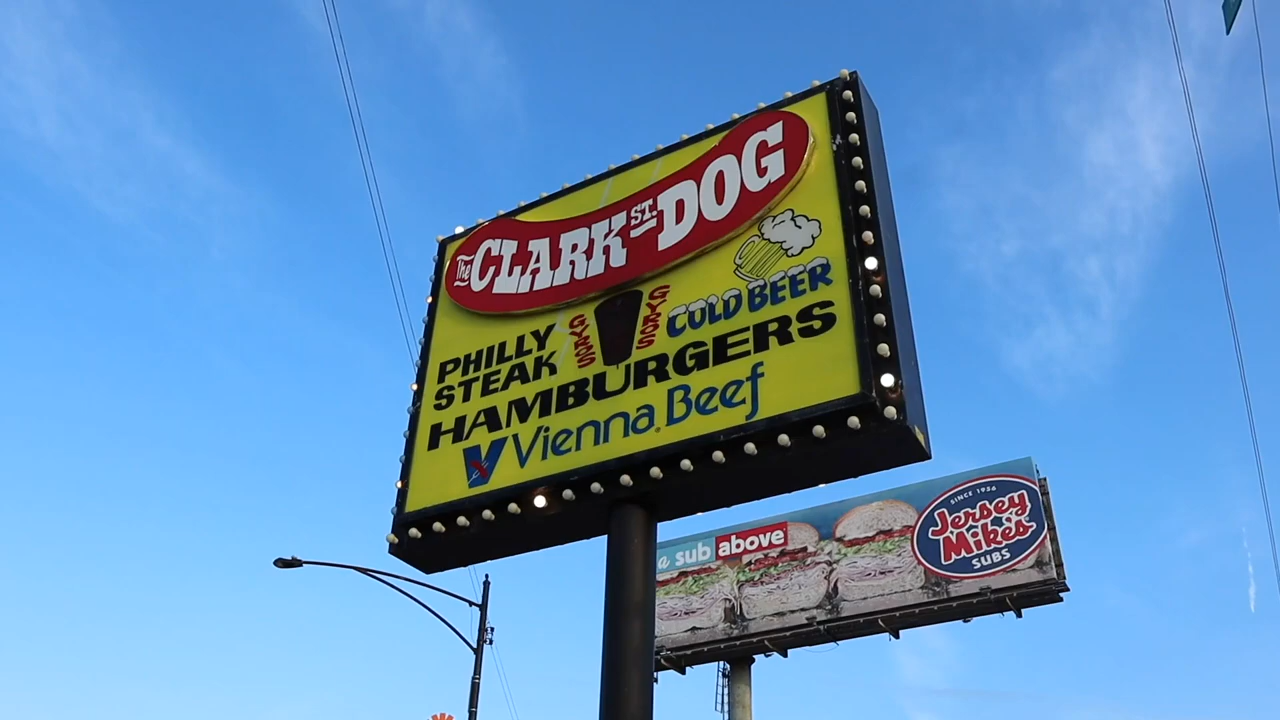 The CLARK ST. DOG
COLD BEER
GYROS
GYROS
PHILLY
STEAK
HAMBURGERS
Vienna Beef
a sub above
SINCE 1956
Jersey
Mike's
SUBS